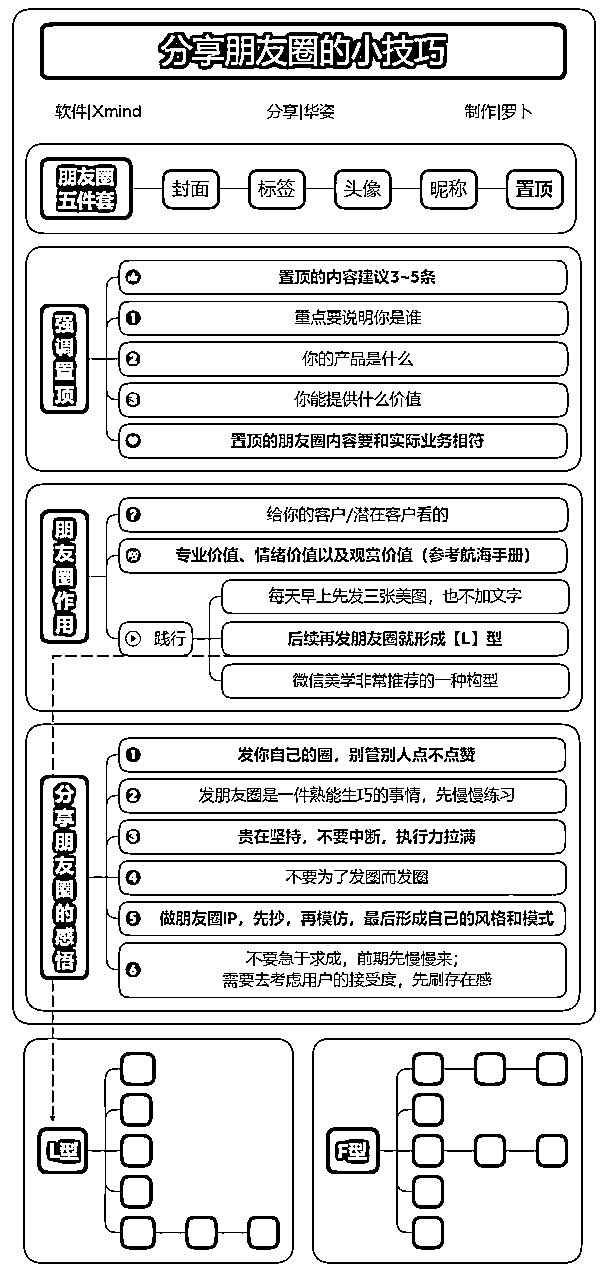 分享朋友圈的小技巧
软件|Xmind
分享|华姿
制作|罗卜
朋友圈
五件套
封面
标签
头像
昵称
置顶
强调置顶
置顶的内容建议3~5条
1 重点要说明你是谁
2 你的产品是什么
3 你能提供什么价值
置顶的朋友圈内容要和实际业务相符
朋友圈作用
? 给你的客户/潜在客户看的
专业价值、情绪价值以及观赏价值（参考航海手册）
践行
每天早上先发三张美图，也不加文字
后续再发朋友圈就形成【L】型
微信美学非常推荐的一种构型
分享朋友圈的感悟
1 发你自己的圈，别管别人点不点赞
2 发朋友圈是一件熟能生巧的事情，先慢慢练习
3 贵在坚持，不要中断，执行力拉满
4 不要为了发圈而发圈
5 做朋友圈IP，先抄，再模仿，最后形成自己的风格和模式
6 不要急于求成，前期先慢慢来；
需要去考虑用户的接受度，先刷存在感
L型
F型